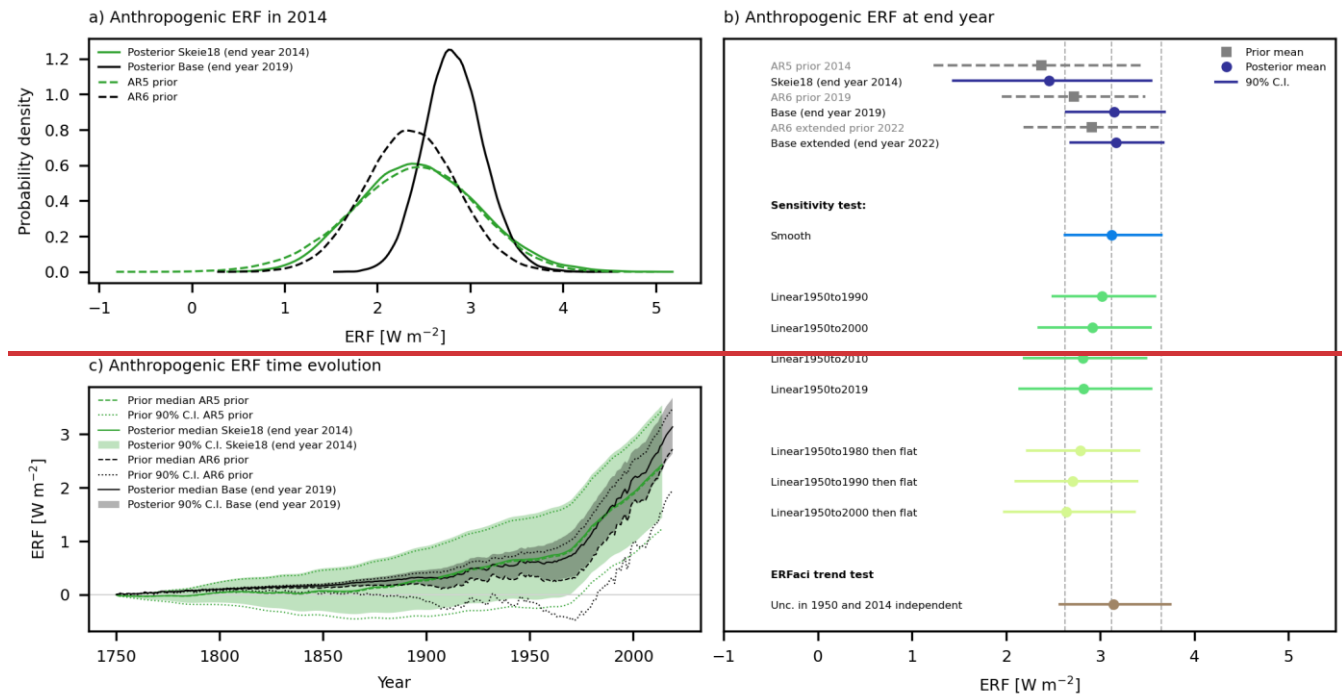 a) Anthropogenic ERF in 2014
Posterior Skeie18 (end year 2014)
Posterior Base (end year 2019)
AR5 prior
AR6 prior
Probability density
1.2
1.0
0.8
0.6
0.4
0.2
0.0
−1 0 1 2 3 4 5
ERF [W m−2]
c) Anthropogenic ERF time evolution
Prior median AR5 prior
Prior 90% C.I. AR5 prior
Posterior median Skeie18 (end year 2014)
Posterior 90% C.I. Skeie18 (end year 2014)
Prior median AR6 prior
Prior 90% C.I. AR6 prior
Posterior median Base (end year 2019)
Posterior 90% C.I. Base (end year 2019)
ERF [W m−2]
3
2
1
0
1750 1800 1850 1900 1950 2000
Year
b) Anthropogenic ERF at end year
Prior mean
Posterior mean
90% C.I.
AR5 prior 2014
Skeie18 (end year 2014)
AR6 prior 2019
Base (end year 2019)
AR6 extended prior 2022
Base extended (end year 2022)
Sensitivity test:
Smooth
Linear1950to1990
Linear1950to2000
Linear1950to2010
Linear1950to2019
Linear1950to1980 then flat
Linear1950to1990 then flat
Linear1950to2000 then flat
ERFaci trend test
Unc. in 1950 and 2014 independent
−1 0 1 2 3 4 5
ERF [W m−2]